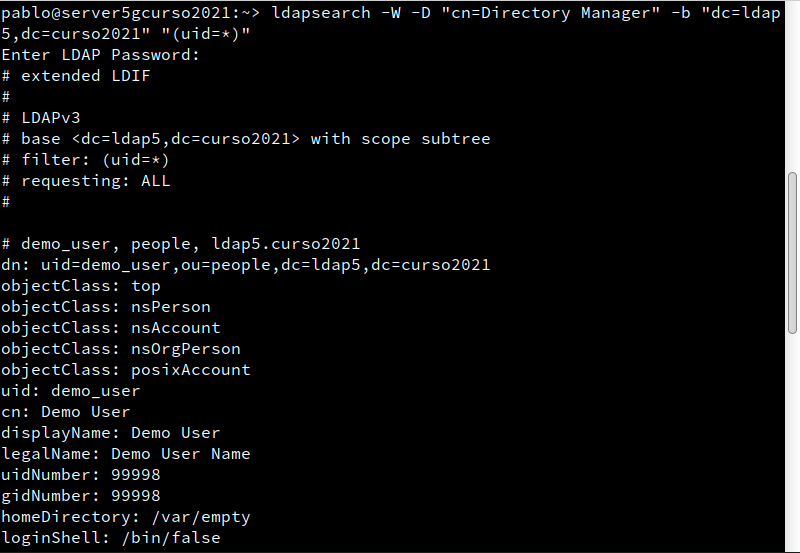 pablo@server5gcurso2021:~> ldapsearch -W -D "cn=Directory Manager" -b "dc=ldap
5,dc=curso2021" "(uid=*)"
Enter LDAP Password:
# extended LDIF
#
# LDAPv3
# base <dc=ldap5,dc=curso2021> with scope subtree
# filter: (uid=*)
# requesting: ALL
#

# demo_user, people, ldap5.curso2021
dn: uid=demo_user,ou=people,dc=ldap5,dc=curso2021
objectClass: top
objectClass: nsPerson
objectClass: nsAccount
objectClass: nsOrgPerson
objectClass: posixAccount
uid: demo_user
cn: Demo User
displayName: Demo User
legalName: Demo User Name
uidNumber: 99998
gidNumber: 99998
homeDirectory: /var/empty
loginShell: /bin/false